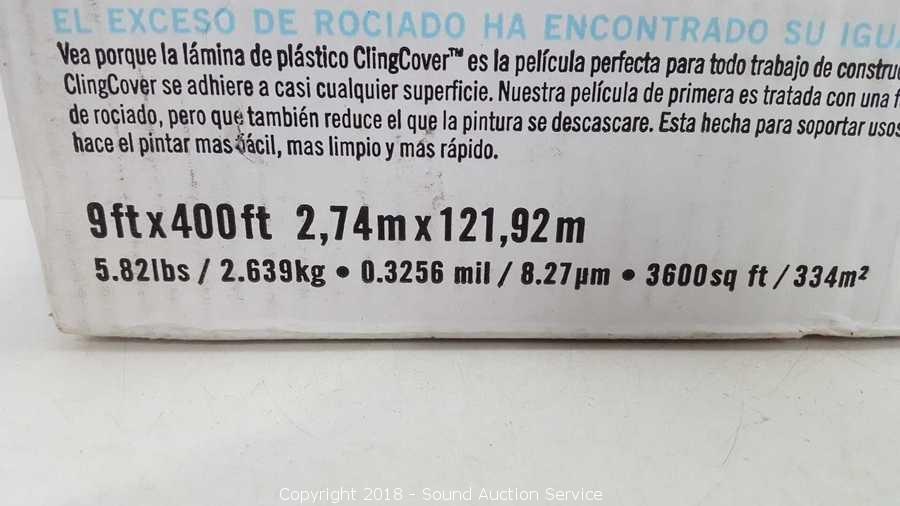 EL EXCESO DE ROCIADO HA ENCONTRADO SU
Vea porque la lámina de plástico ClingCover™ es la película perfecta para todo trabajo de
ClingCover se adhiere a casi cualquier superficie. Nuestra película de primera es tratada con una
de rociado, pero que también reduce el que la pintura se descascare. Esta hecha para soportar usos
hace el pintar mas fácil, mas limpio y mas rápido.
9ft x 400ft 2,74m x 121,92m
5.82lbs / 2.639kg • 0.3256 mil / 8.27µm • 3600sq ft / 334m²
Copyright 2018 - Sound Auction Service